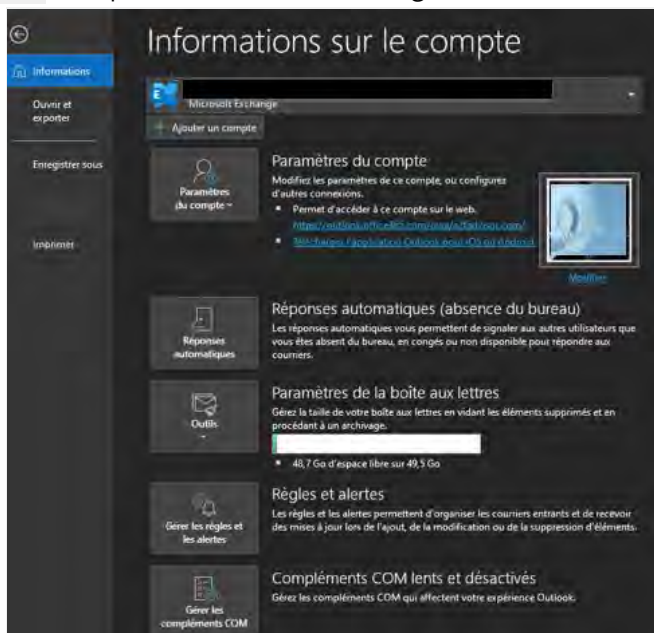 Informations sur le compte
Informations
Ouvrir et
exporter
Enregistrer sous
Imprimer
Microsoft Exchange
Ajouter un compte
Paramètres
du compte
Paramètres du compte
Modifiez les paramètres de ce compte, ou configurez
d'autres connexions.
Permet d'accéder à ce compte sur le web.
Télécharger l'application Outlook pour iOS ou Android.
Modifier
Réponses
automatiques
Réponses automatiques (absence du bureau)
Les réponses automatiques vous permettent de signaler aux autres utilisateurs que
vous êtes absent du bureau, en congés ou non disponible pour répondre aux
courriers.
Outils
Paramètres de la boîte aux lettres
Gérez la taille de votre boîte aux lettres en vidant les éléments supprimés et en
procédant à un archivage.
48,7 Go d'espace libre sur 49,5 Go
Gérer les règles et
les alertes
Règles et alertes
Les règles et les alertes permettent d'organiser les courriers entrants et de recevoir
des mises à jour lors de l'ajout, de la modification ou de la suppression d'éléments.
Gérer les
compléments COM
Compléments COM lents et désactivés
Gérez les compléments COM qui affectent votre expérience Outlook.